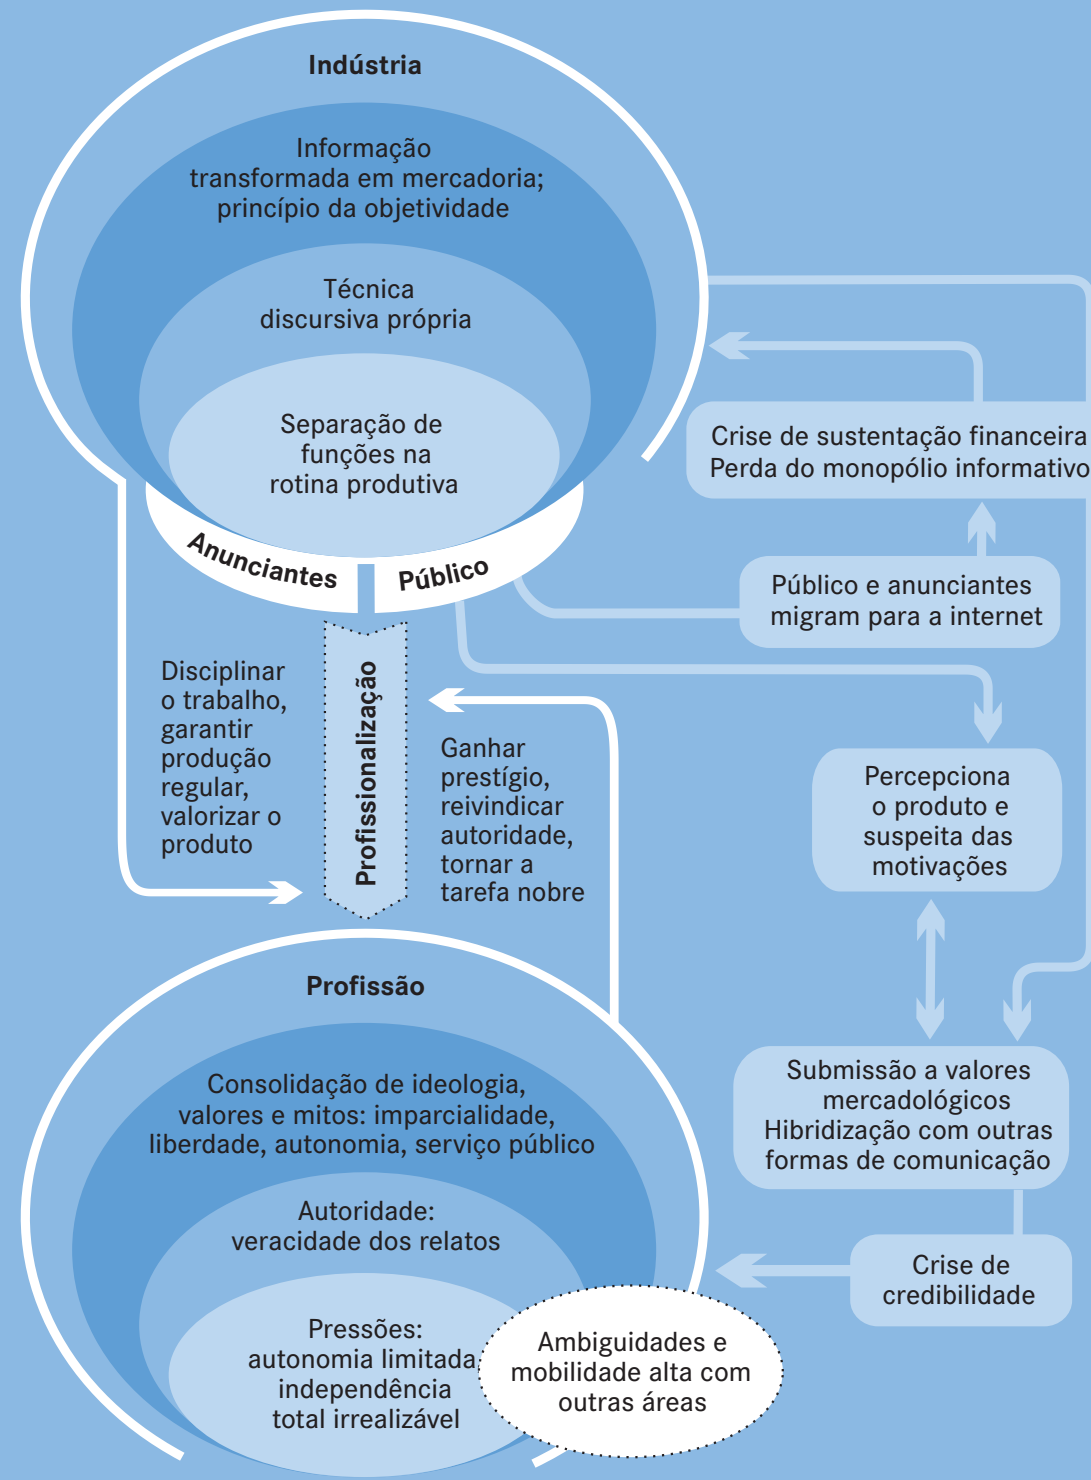 Indústria
Informação
transformada em mercadoria;
princípio da objetividade
Técnica
discursiva própria
Separação de
funções na
rotina produtiva
Anunciantes
Público
Crise de sustentação financeira
Perda do monopólio informativo
Público e anunciantes
migram para a internet
Disciplinar
o trabalho,
garantir
produção
regular,
valorizar o
produto
Profissionalização
Ganhar
prestígio,
reivindicar
autoridade,
tornar a
tarefa nobre
Percepciona
o produto e
suspeita das
motivações
Profissão
Consolidação de ideologia,
valores e mitos: imparcialidade,
liberdade, autonomia, serviço público
Autoridade:
veracidade dos relatos
Pressões:
autonomia limitada,
independência
total irrealizável
Ambiguidades e
mobilidade alta com
outras áreas
Submissão a valores
mercadológicos
Hibridização com outras
formas de comunicação
Crise de
credibilidade